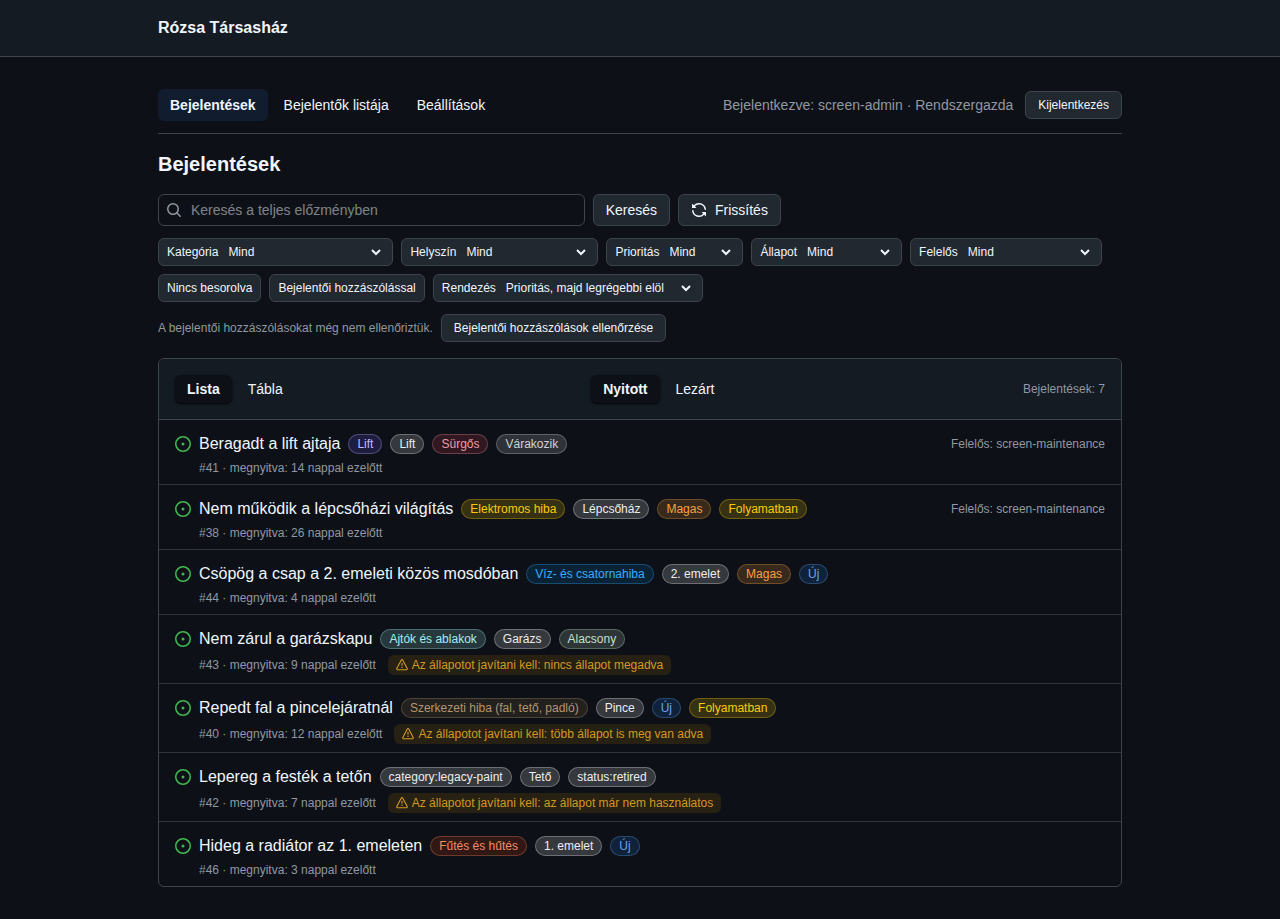 Rózsa Társasház
Bejelentések Bejelentők listája Beállítások Bejelentkezve: screen-admin · Rendszergazda Kijelentkezés
Bejelentések
Keresés a teljes előzményben Keresés Frissítés
Kategória Mind Helyszín Mind Prioritás Mind Állapot Mind Felelős Mind
Nincs besorolva Bejelentői hozzászólással Rendezés Prioritás, majd legrégebbi elöl
A bejelentői hozzászólásokat még nem ellenőriztük. Bejelentői hozzászólások ellenőrzése
Lista Tábla Nyitott Lezárt Bejelentések: 7
Beragadt a lift ajtaja Lift Lift Sürgős Várakozik Felelős: screen-maintenance
#41 · megnyitva: 14 nappal ezelőtt
Nem működik a lépcsőházi világítás Elektromos hiba Lépcsőház Magas Folyamatban Felelős: screen-maintenance
#38 · megnyitva: 26 nappal ezelőtt
Csöpög a csap a 2. emeleti közös mosdóban Víz- és csatornahiba 2. emelet Magas Új
#44 · megnyitva: 4 nappal ezelőtt
Nem zárul a garázskapu Ajtók és ablakok Garázs Alacsony
#43 · megnyitva: 9 nappal ezelőtt Az állapotot javítani kell: nincs állapot megadva
Repedt fal a pincelejáratnál Szerkezeti hiba (fal, tető, padló) Pince Új Folyamatban
#40 · megnyitva: 12 nappal ezelőtt Az állapotot javítani kell: több állapot is meg van adva
Lepereg a festék a tetőn category:legacy-paint Tető status:retired
#42 · megnyitva: 7 nappal ezelőtt Az állapotot javítani kell: az állapot már nem használatos
Hideg a radiátor az 1. emeleten Fűtés és hűtés 1. emelet Új
#46 · megnyitva: 3 nappal ezelőtt